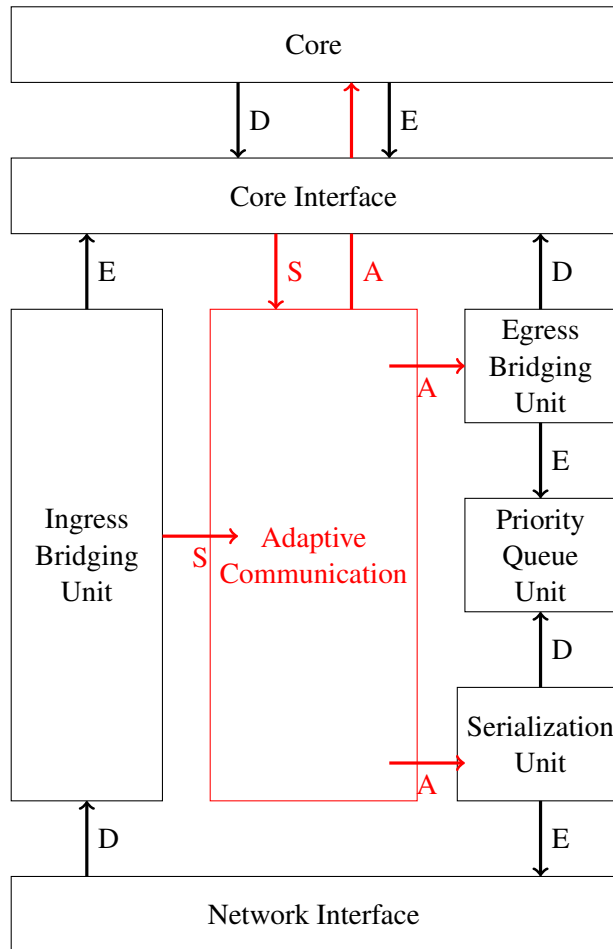 Core
D
E
Core Interface
E
S
A
D
Egress
Bridging
Unit
A
E
Ingress
Bridging
Unit
S
Adaptive
Communication
Priority
Queue
Unit
D
Serialization
Unit
A
D
E
Network Interface